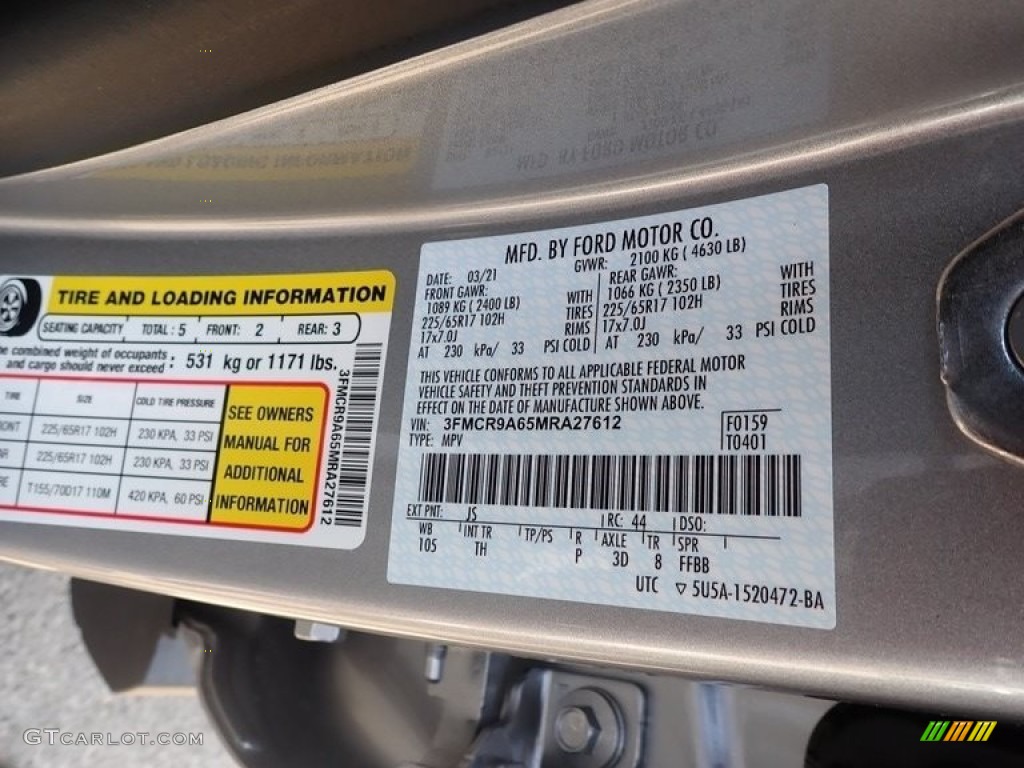 TIRE AND LOADING INFORMATION
SEATING CAPACITY TOTAL : 5 FRONT: 2 REAR: 3
combined weight of occupants
and cargo should never exceed : 531 kg or 1171 lbs.
TIRE SIZE COLD TIRE PRESSURE
225/65R17 102H 230 KPA, 33 PSI
225/65R17 102H 230 KPA, 33 PSI
T155/70D17 110M 420 KPA, 60 PSI
SEE OWNERS
MANUAL FOR
ADDITIONAL
INFORMATION
3FMCR9A65MRA27612
MFD. BY FORD MOTOR CO.
DATE: 03/21 GVWR: 2100 KG ( 4630 LB)
FRONT GAWR: REAR GAWR:
1089 KG ( 2400 LB) WITH 1066 KG ( 2350 LB) WITH
225/65R17 102H TIRES 225/65R17 102H TIRES
17x7.0J RIMS 17x7.0J RIMS
AT 230 kPa/ 33 PSI COLD AT 230 kPa/ 33 PSI COLD
THIS VEHICLE CONFORMS TO ALL APPLICABLE FEDERAL MOTOR
VEHICLE SAFETY AND THEFT PREVENTION STANDARDS IN
EFFECT ON THE DATE OF MANUFACTURE SHOWN ABOVE.
VIN: 3FMCR9A65MRA27612 F0159
TYPE: MPV T0401
EXT PNT: JS RC: 44 DSO:
WB INT TR TP/PS R AXLE TR SPR
105 TH P 3D 8 FFBB
UTC ▽ 5U5A-1520472-BA
GTCARLOT.COM